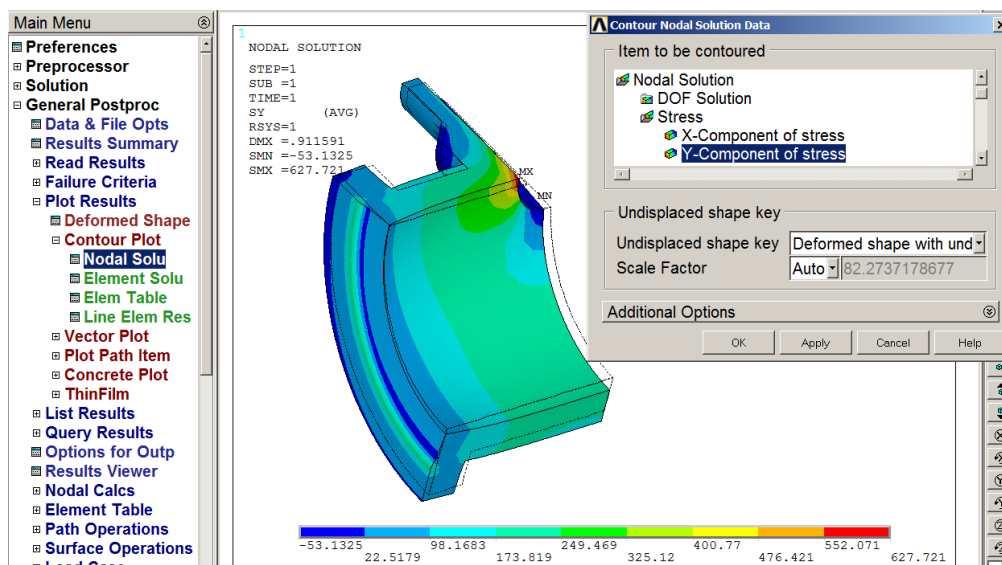 Main Menu
Preferences
Preprocessor
Solution
General Postproc
Data & File Opts
Results Summary
Read Results
Failure Criteria
Plot Results
Deformed Shape
Contour Plot
Nodal Solu
Element Solu
Elem Table
Line Elem Res
Vector Plot
Plot Path Item
Concrete Plot
ThinFilm
List Results
Query Results
Options for Outp
Results Viewer
Nodal Calcs
Element Table
Path Operations
Surface Operations
Load Case
1
NODAL SOLUTION
STEP=1
SUB =1
TIME=1
SY (AVG)
RSYS=1
DMX =.911591
SMN =-53.1325
SMX =627.721
MX
MN
-53.1325 98.1683 249.469 400.77 552.071
22.5179 173.819 325.12 476.421 627.721
Contour Nodal Solution Data
Item to be contoured
Nodal Solution
DOF Solution
Stress
X-Component of stress
Y-Component of stress
Undisplaced shape key
Undisplaced shape key Deformed shape with und
Scale Factor Auto 82.2737178677
Additional Options
OK Apply Cancel Help